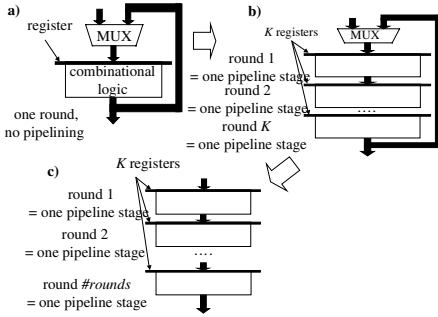 a)
MUX
register
combinational
logic
one round,
no pipelining
b)
MUX
K registers
round 1
= one pipeline stage
round 2
= one pipeline stage
....
round K
= one pipeline stage
c)
K registers
round 1
= one pipeline stage
round 2
= one pipeline stage
....
round #rounds
= one pipeline stage